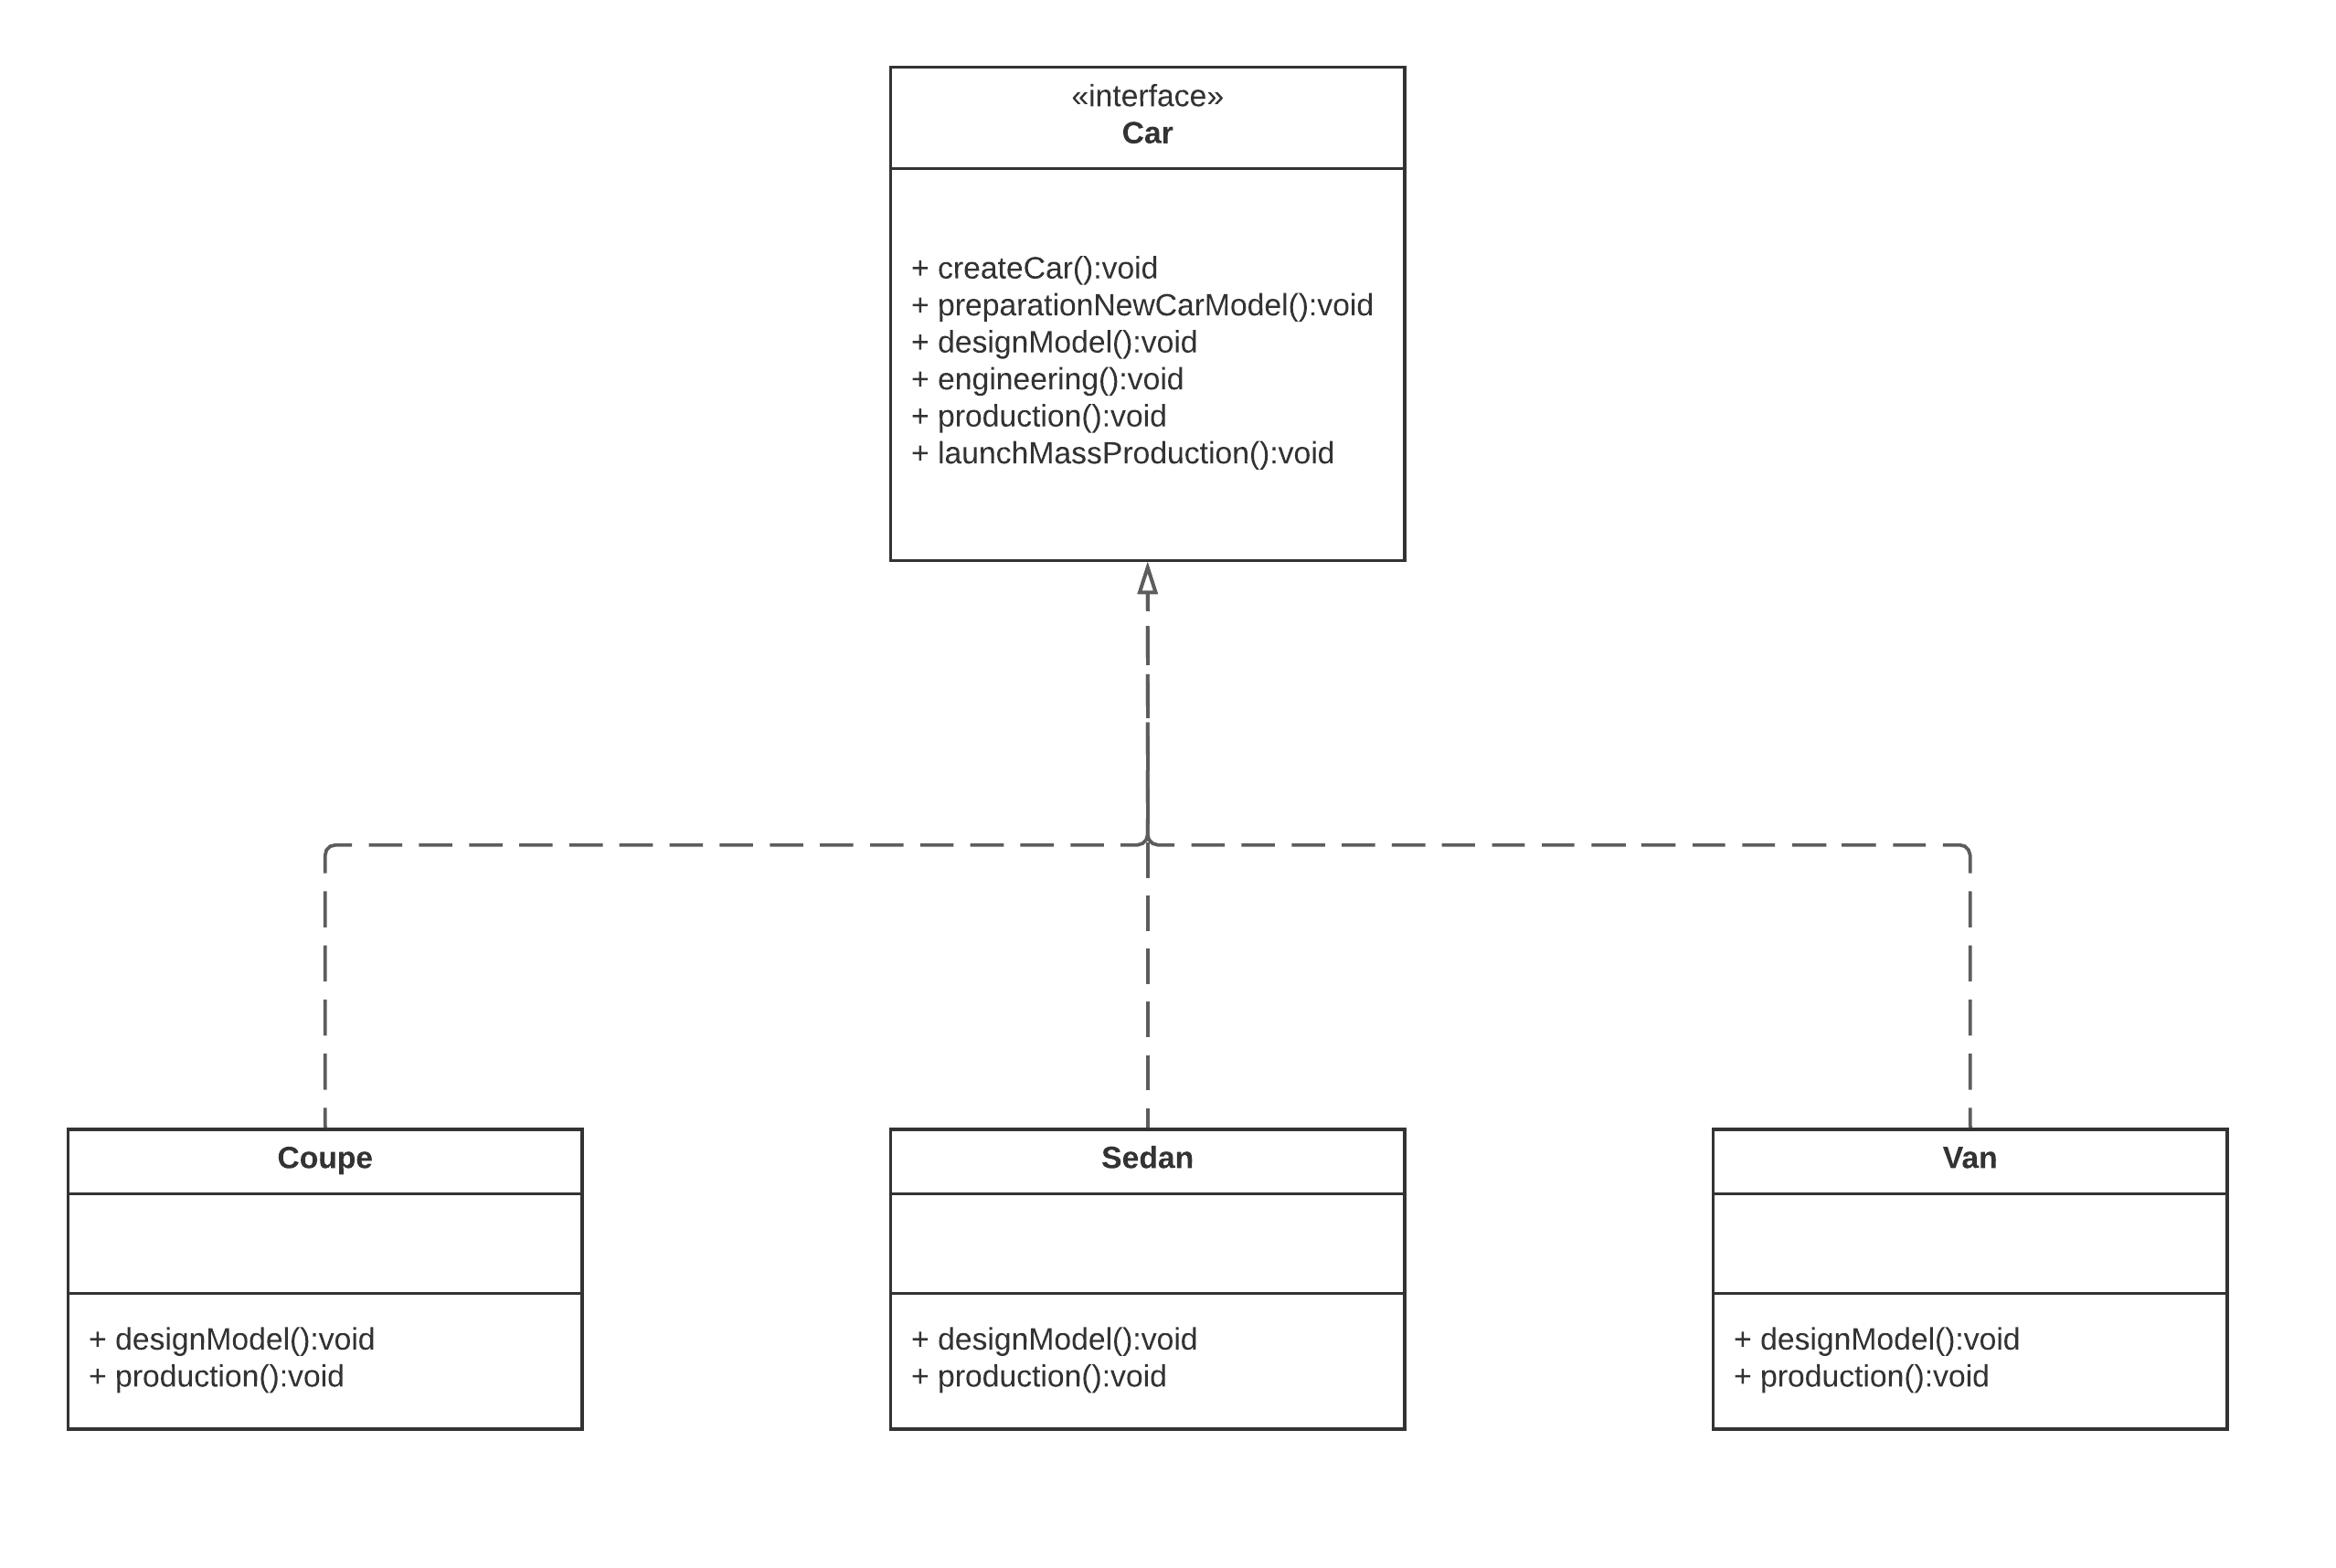 «interface»
Car
+ createCar():void
+ preparationNewCarModel():void
+ designModel():void
+ engineering():void
+ production():void
+ launchMassProduction():void
Coupe
+ designModel():void
+ production():void
Sedan
+ designModel():void
+ production():void
Van
+ designModel():void
+ production():void